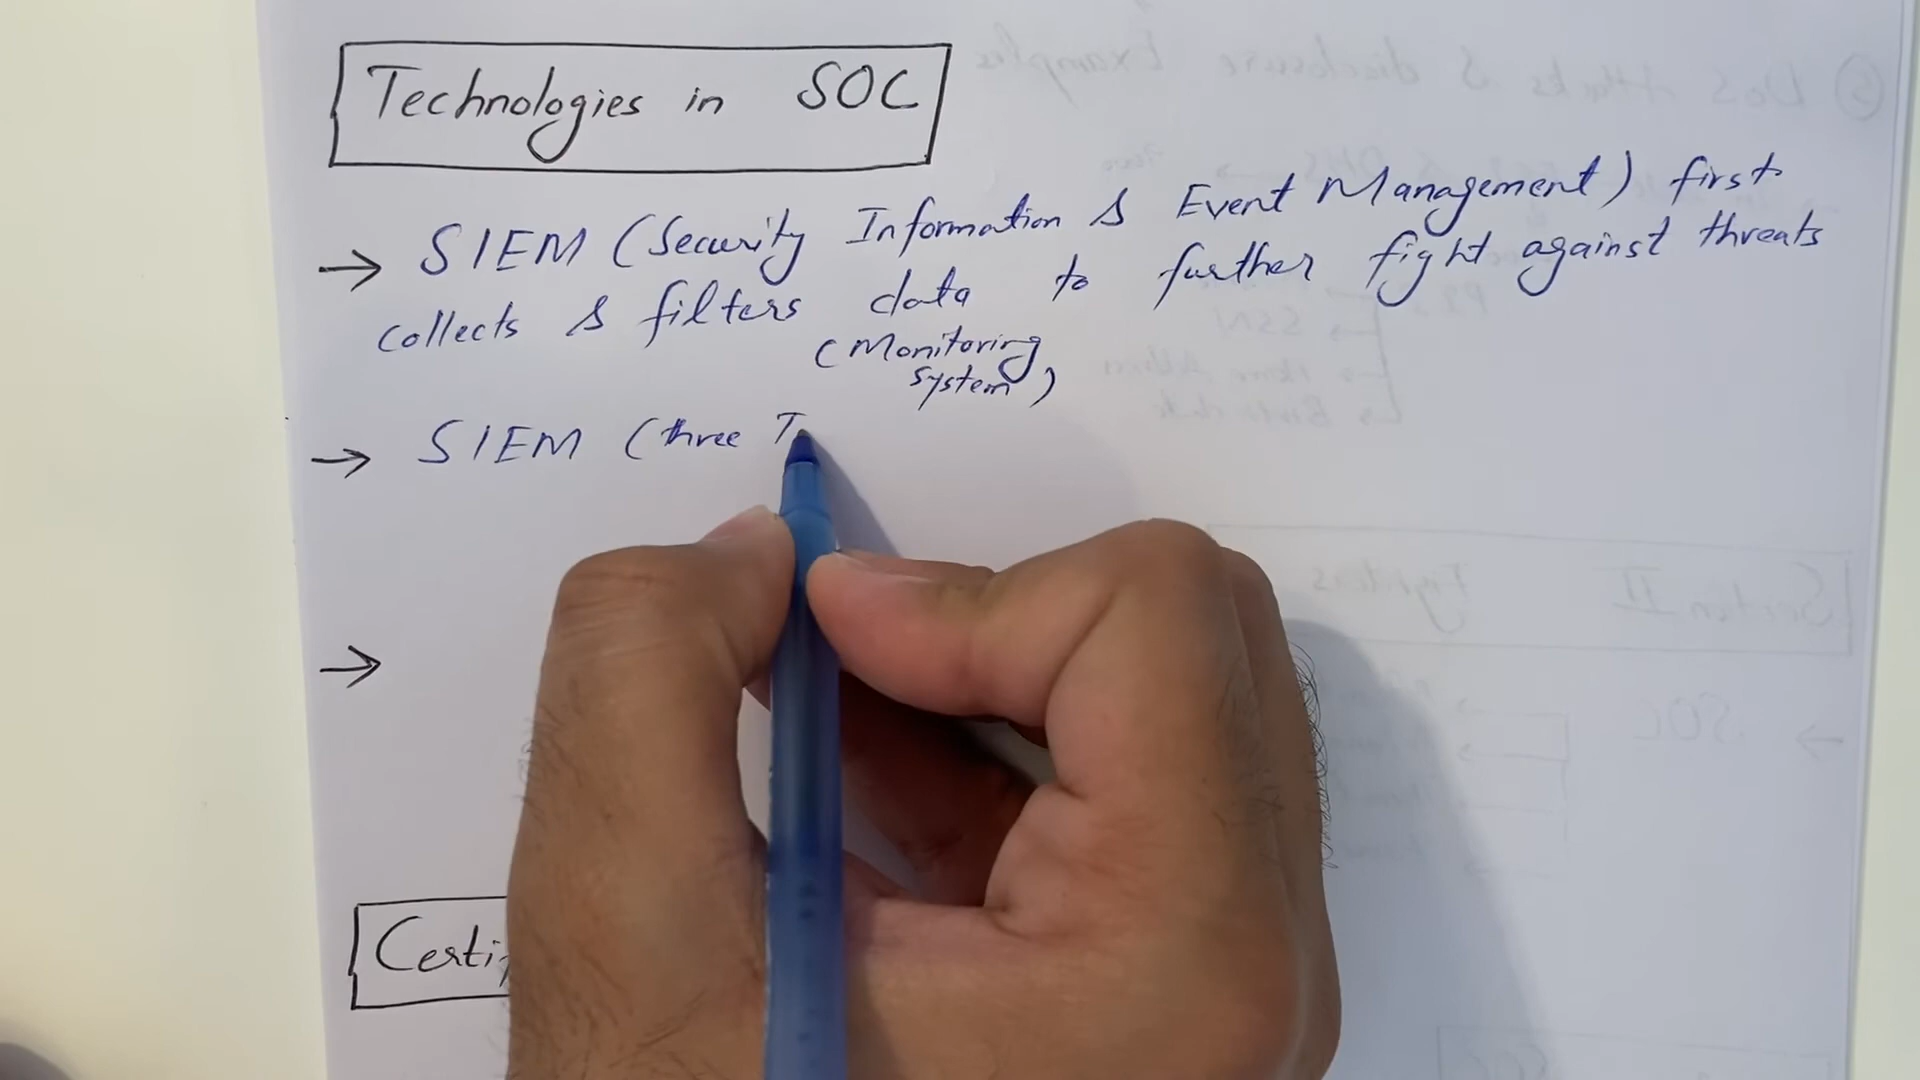 Technologies in SOC
→ SIEM (Security Information & Event Management) first
collects & filters data to further fight against threats
(Monitoring
system)
→ SIEM (three T
→
Certi